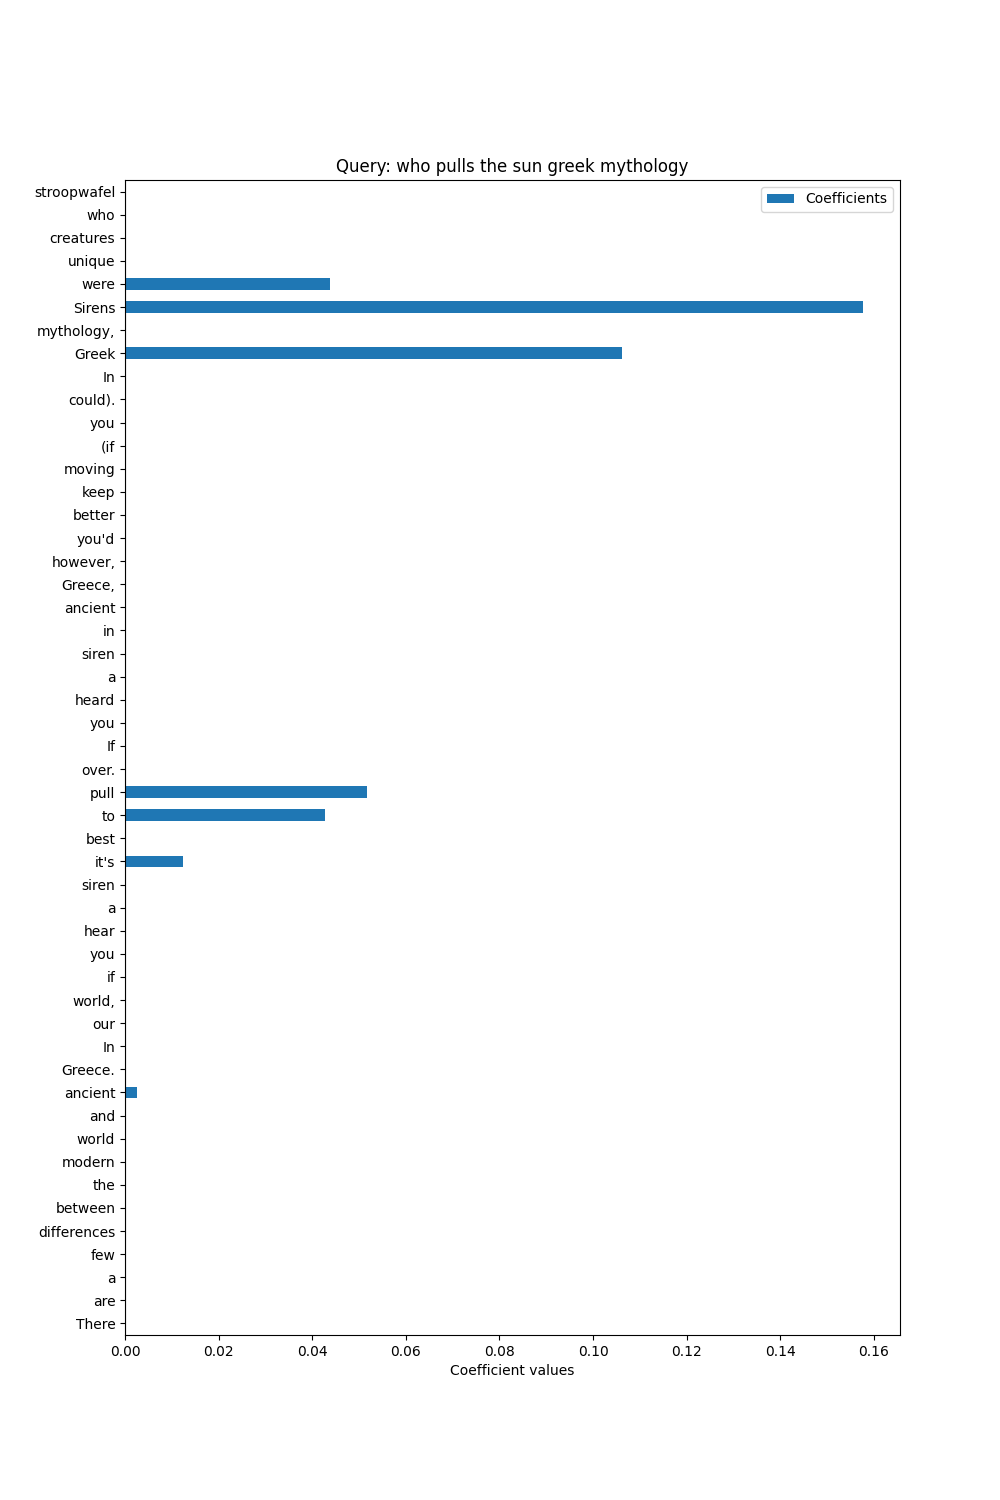 Query: who pulls the sun greek mythology
Coefficients
stroopwafel
who
creatures
unique
were
Sirens
mythology,
Greek
In
could).
you
(if
moving
keep
better
you'd
however,
Greece,
ancient
in
siren
a
heard
you
If
over.
pull
to
best
it's
siren
a
hear
you
if
world,
our
In
Greece.
ancient
and
world
modern
the
between
differences
few
a
are
There
0.00 0.02 0.04 0.06 0.08 0.10 0.12 0.14 0.16
Coefficient values